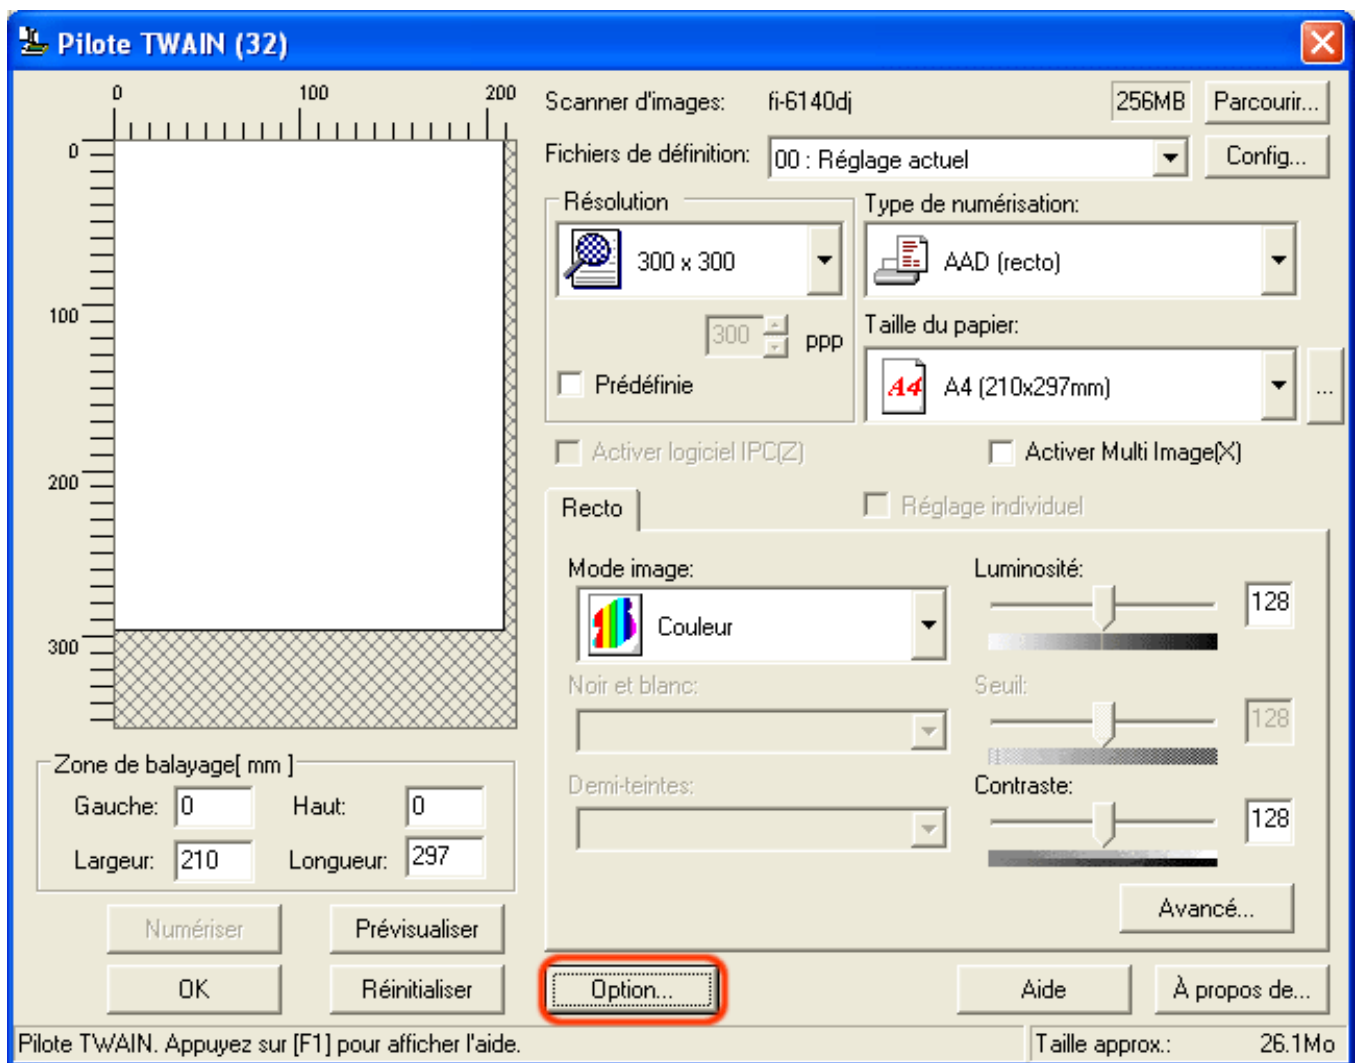 Pilote TWAIN (32)
0 100 200
0
100
200
300
Scanner d'images: fi-6140dj 256MB Parcourir...
Fichiers de définition: 00 : Réglage actuel Config...
Résolution
300 x 300
300 ppp
Prédéfinie
Type de numérisation:
AAD (recto)
Taille du papier:
A4 A4 (210x297mm) ...
Activer logiciel IPC(Z) Activer Multi Image(X)
Recto Réglage individuel
Mode image:
Couleur
Noir et blanc:
Demi-teintes:
Luminosité:
128
Seuil:
128
Contraste:
128
Avancé...
Zone de balayage[ mm ]
Gauche: 0 Haut: 0
Largeur: 210 Longueur: 297
Numériser Prévisualiser
OK Réinitialiser Option... Aide À propos de...
Pilote TWAIN. Appuyez sur [F1] pour afficher l'aide. Taille approx.: 26.1Mo